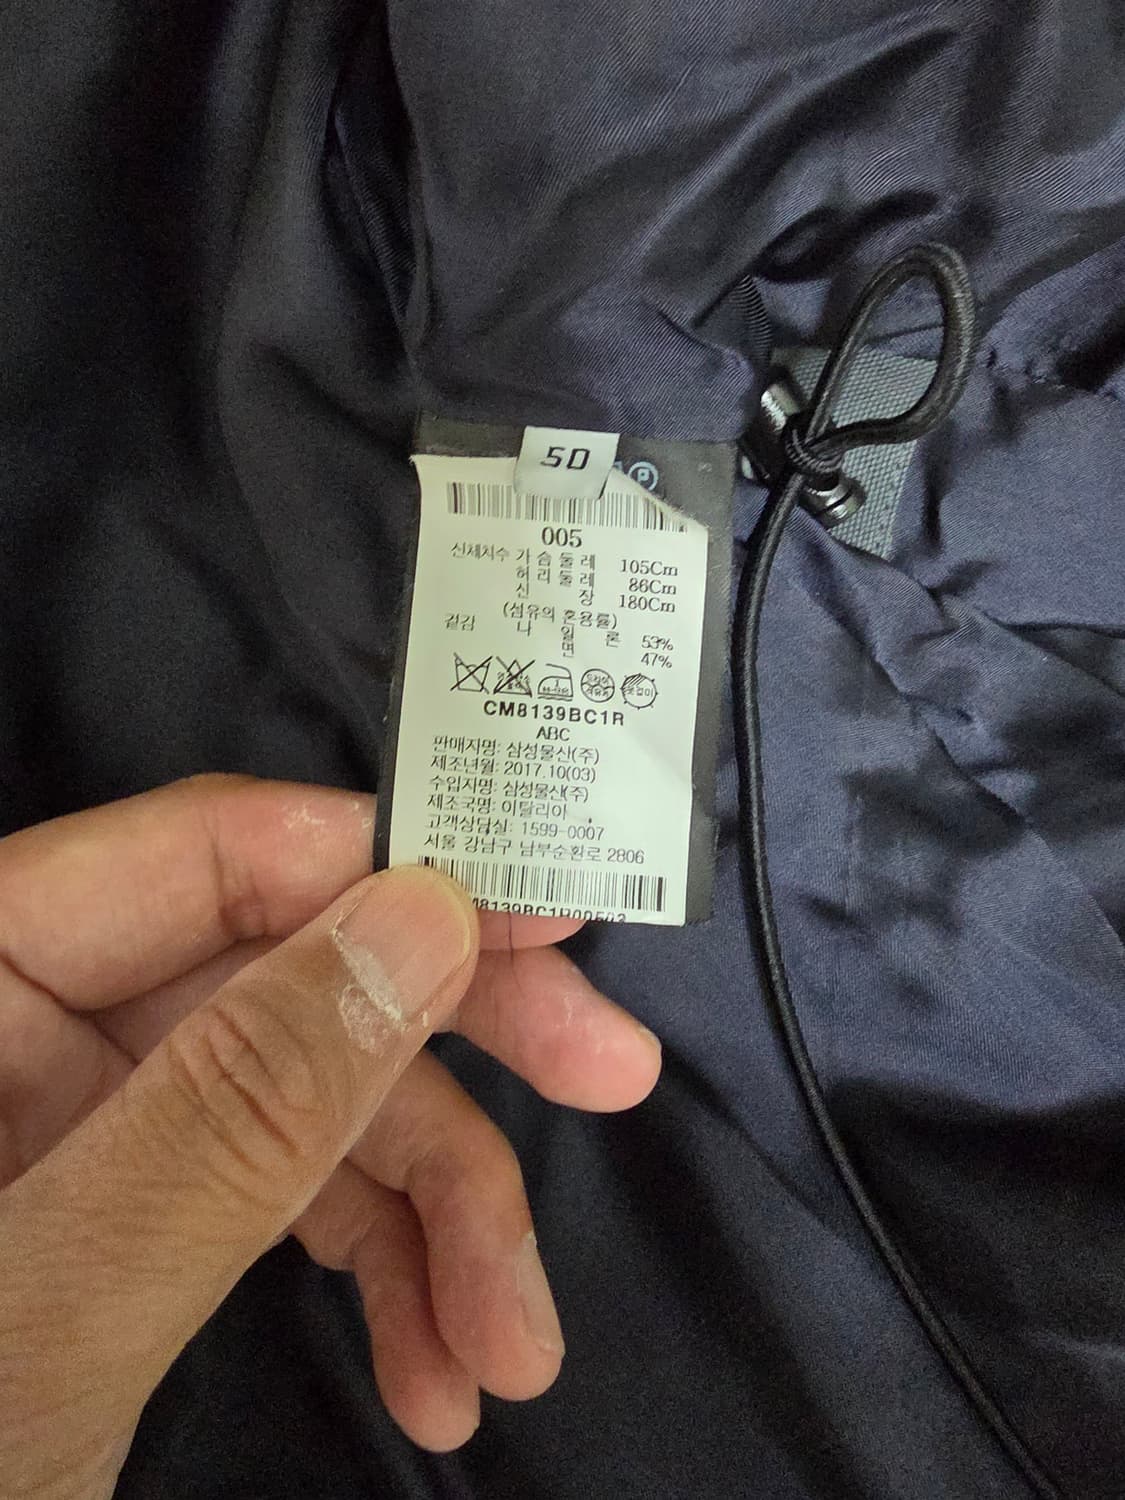 50
005
신체치수 가슴둘레 105Cm
허리둘레 86Cm
신장 180Cm
(섬유의 혼용률)
겉감 나일론 53%
면 47%
CM8139BC1R
ABC
판매자명: 삼성물산(주)
제조년월: 2017.10(03)
수입자명: 삼성물산(주)
제조국명: 이탈리아
고객상담실: 1599-0007
서울 강남구 남부순환로 2806
M8139BC1R00503